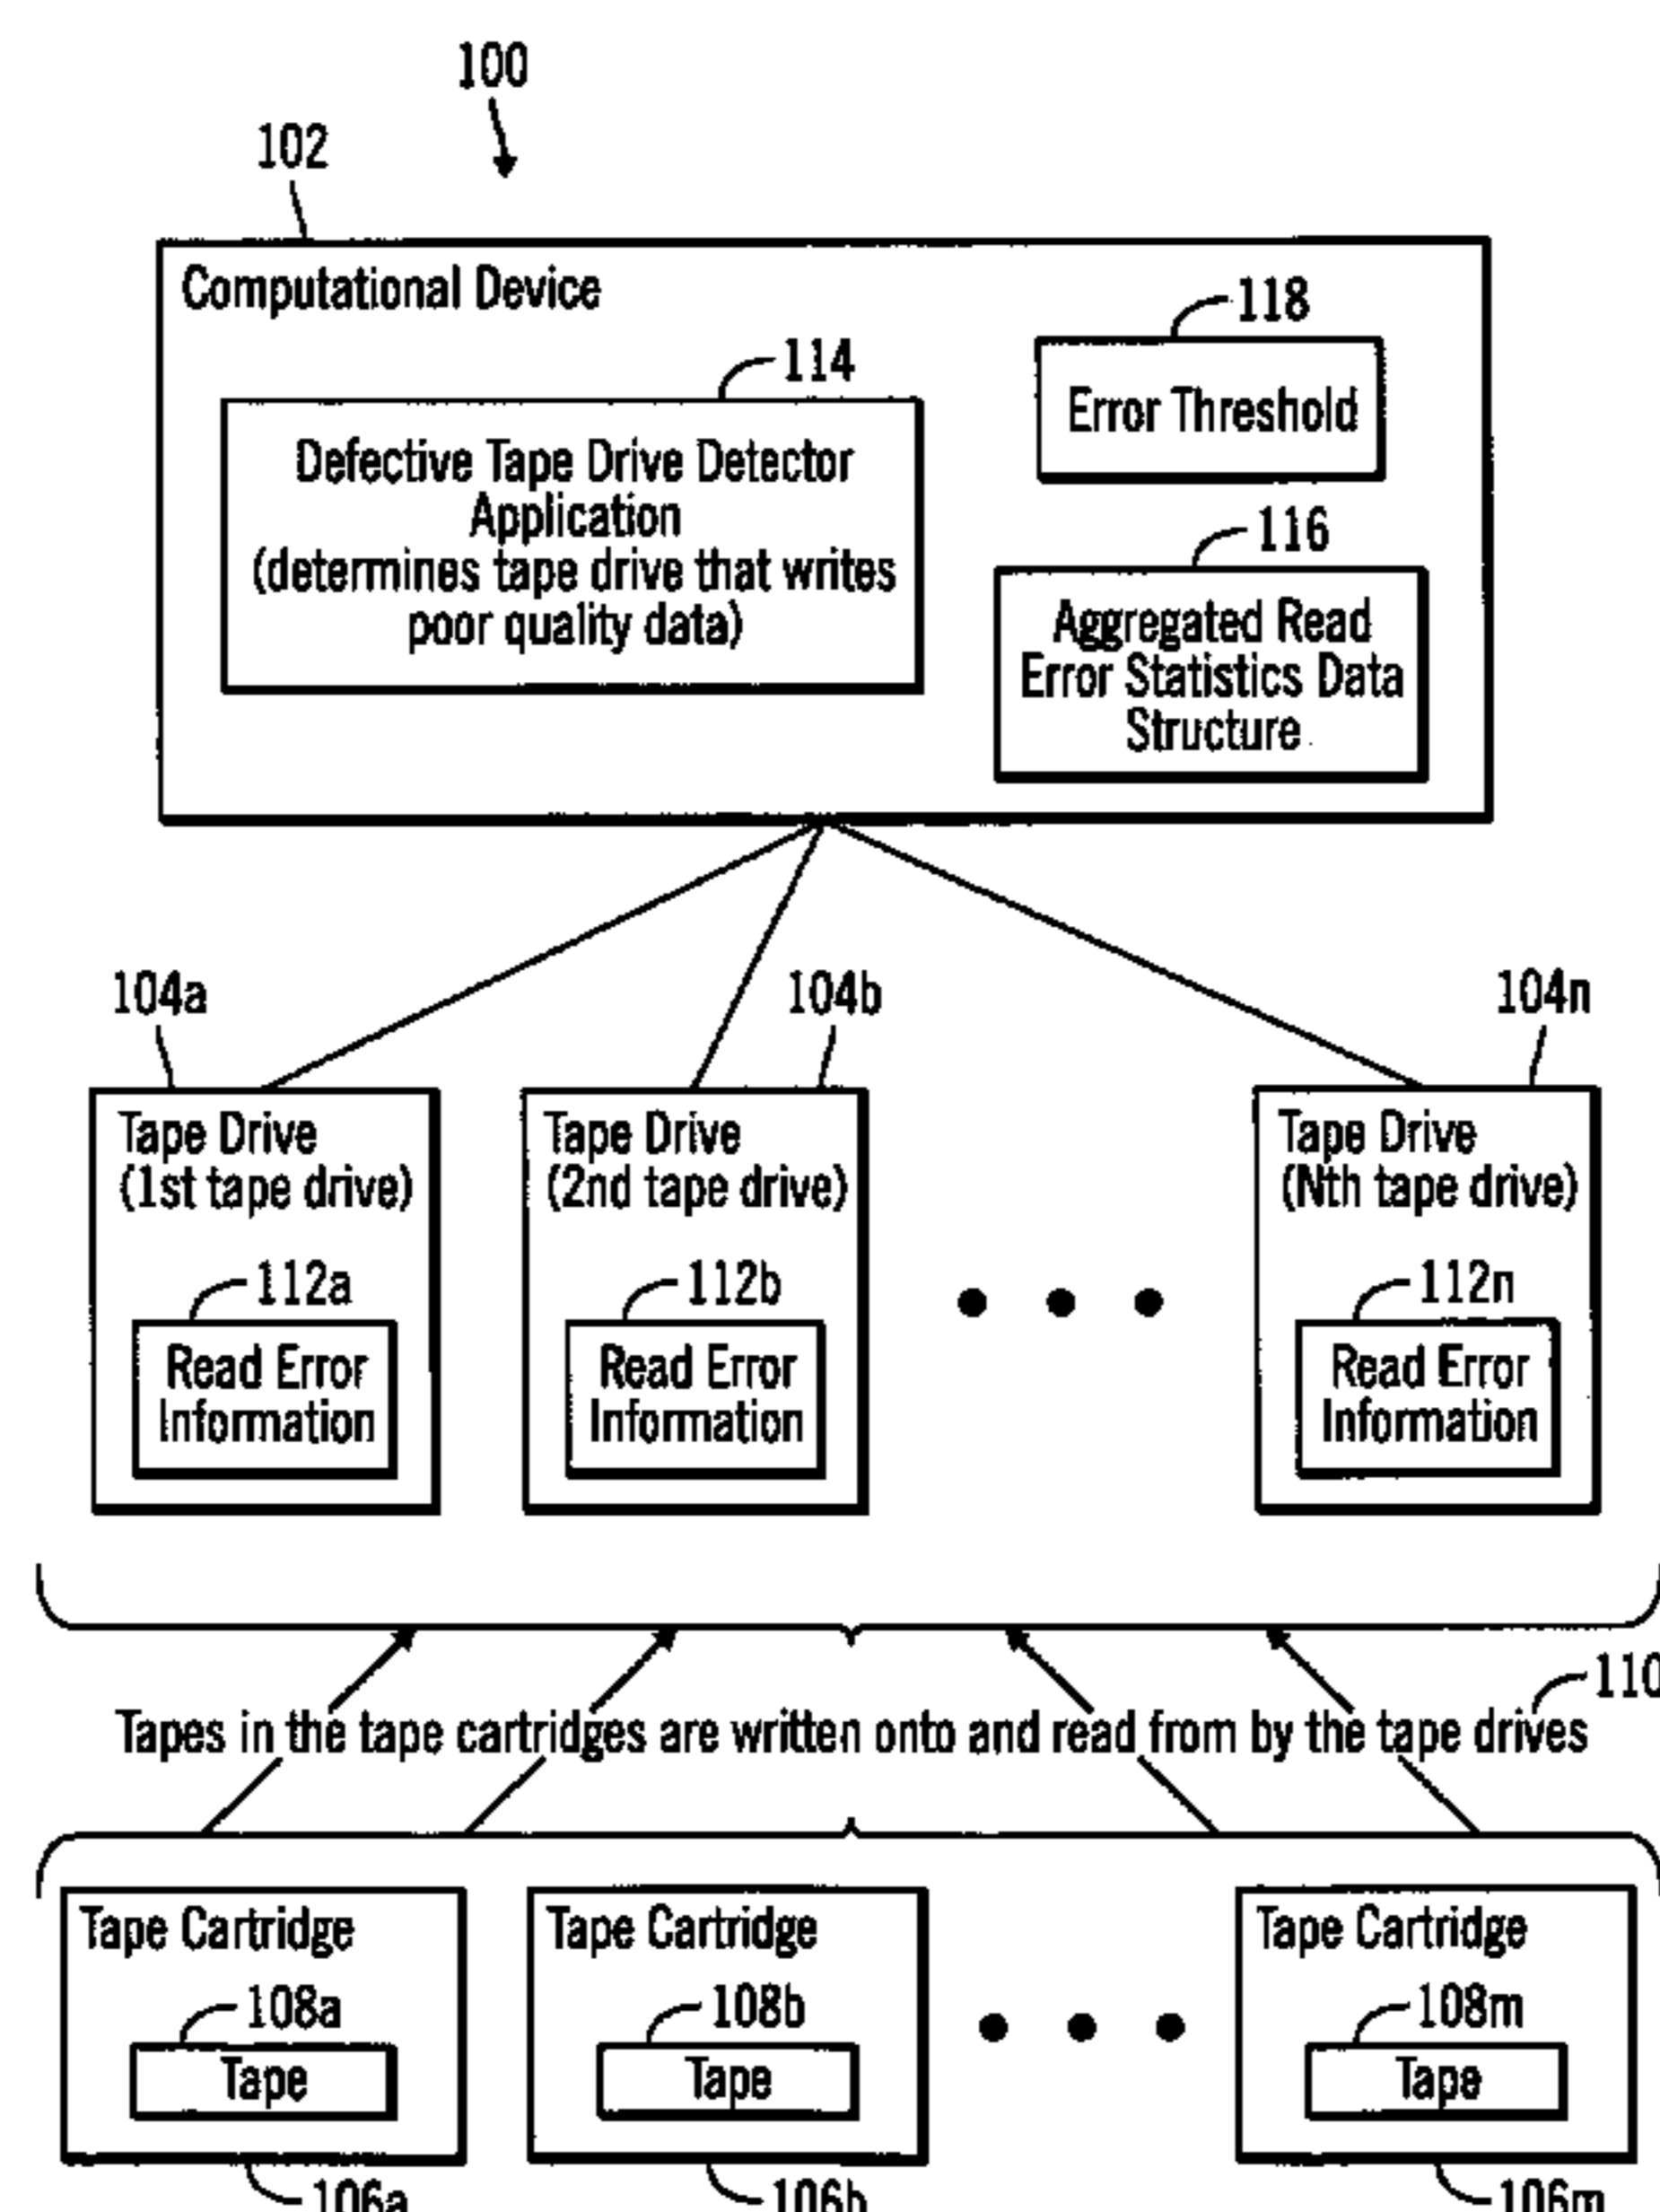 100
102
Computational Device
118
114
Error Threshold
Defective Tape Drive Detector
Application
(determines tape drive that writes
poor quality data)
116
Aggregated Read
Error Statistics Data
Structure
104a
104b
104n
Tape Drive
(1st tape drive)
Tape Drive
(2nd tape drive)
Tape Drive
(Nth tape drive)
112a
112b
112n
Read Error
Information
Read Error
Information
Read Error
Information
110
Tapes in the tape cartridges are written onto and read from by the tape drives
Tape Cartridge
Tape Cartridge
Tape Cartridge
108a
108b
108m
Tape
Tape
Tape
106a
106b
106m